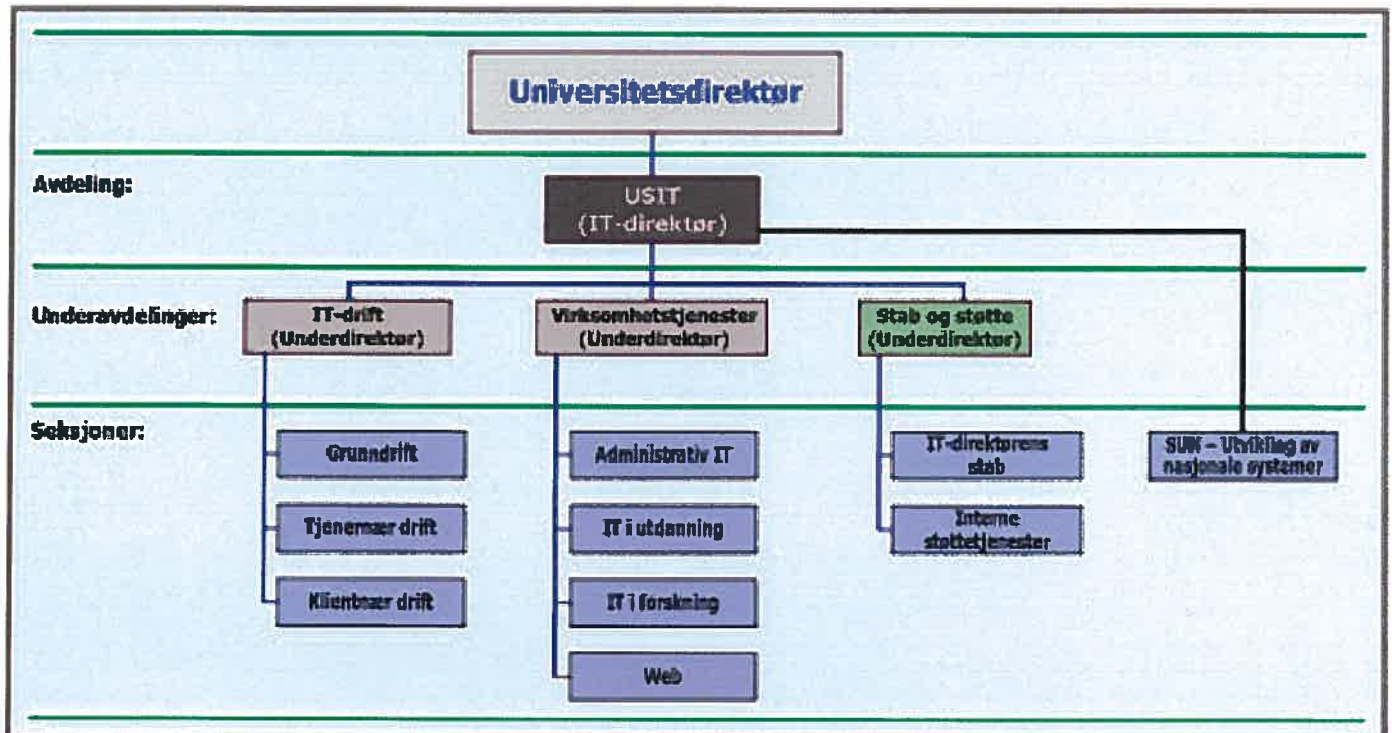 Universitetsdirektør
Avdeling:
USIT
(IT-direktør)
Underavdelinger:
IT-drift
(Underdirektør)
Virksomhetstjenester
(Underdirektør)
Stab og støtte
(Underdirektør)
Seksjoner:
Grunndrift
Tjenernær drift
Klientnær drift
Administrativ IT
IT i utdanning
IT i forskning
Web
IT-direktørens
stab
Interne
støttetjenester
SUN – Utvikling av
nasjonale systemer